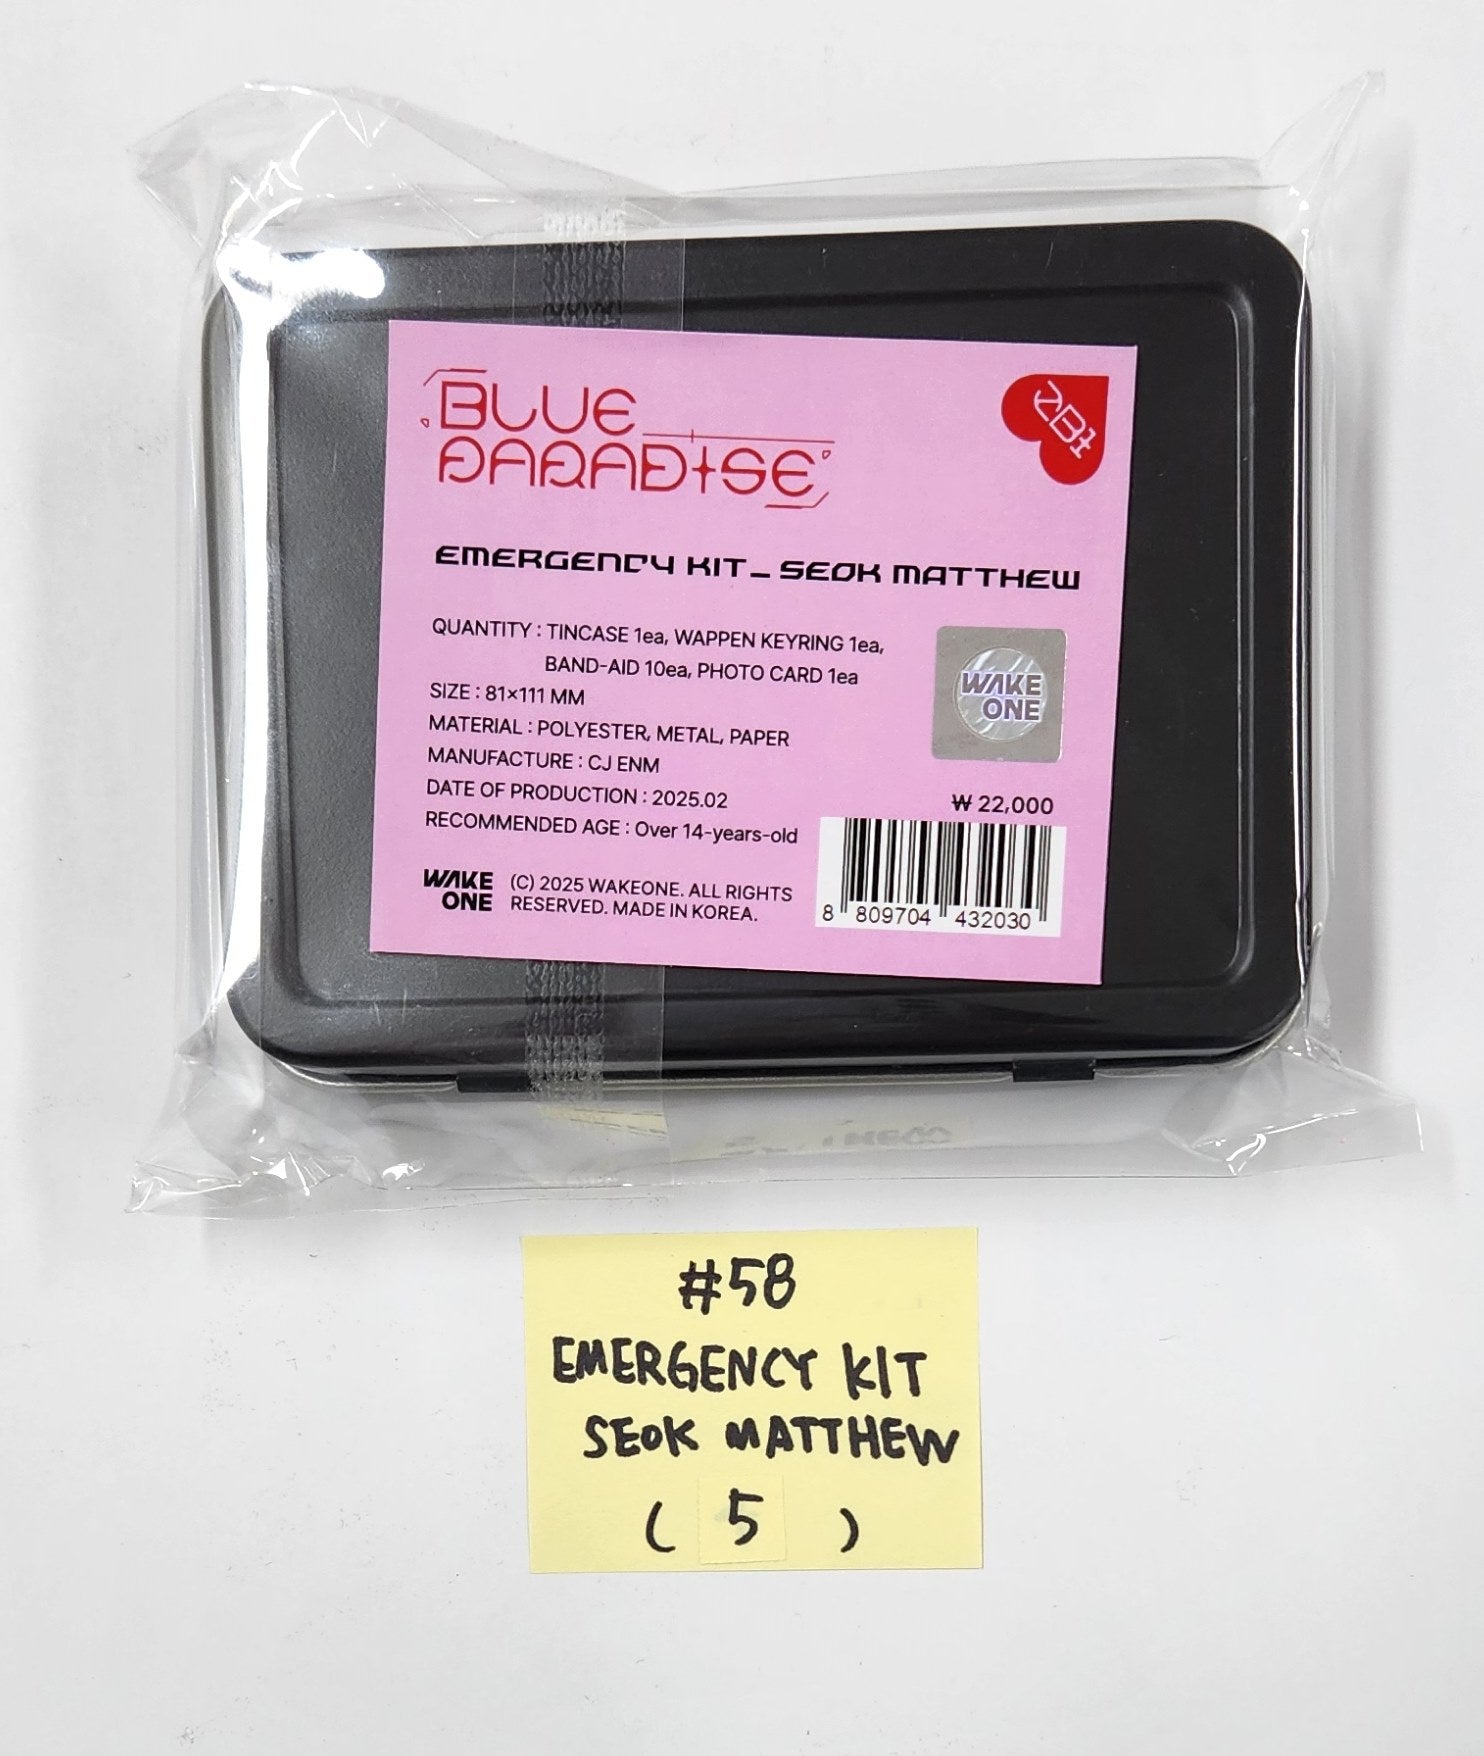 BLUE
PARADISE
ZB1
EMERGENCY KIT_ SEOK MATTHEW
QUANTITY : TINCASE 1ea, WAPPEN KEYRING 1ea,
BAND-AID 10ea, PHOTO CARD 1ea
SIZE : 81×111 MM
MATERIAL : POLYESTER, METAL, PAPER
MANUFACTURE : CJ ENM
DATE OF PRODUCTION : 2025.02
RECOMMENDED AGE : Over 14-years-old
WAKE
ONE
₩ 22,000
8 809704 432030
WAKE
ONE
(C) 2025 WAKEONE. ALL RIGHTS
RESERVED. MADE IN KOREA.
#58
EMERGENCY KIT
SEOK MATTHEW
( 5 )